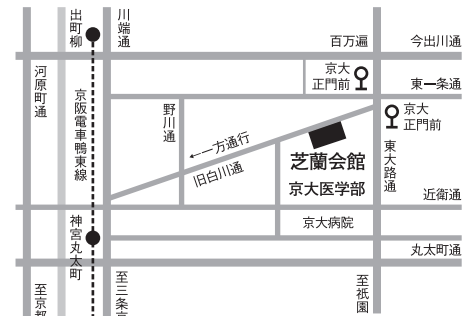 出町柳
川端通
百万遍
今出川通
河原町通
京阪電車鴨東線
京大
正門前
東一条通
野川通
京大
正門前
一方通行
旧白川通
芝蘭会館
京大医学部
東大路通
近衛通
神宮丸太町
京大病院
丸太町通
至京都
至三条京
至祇園